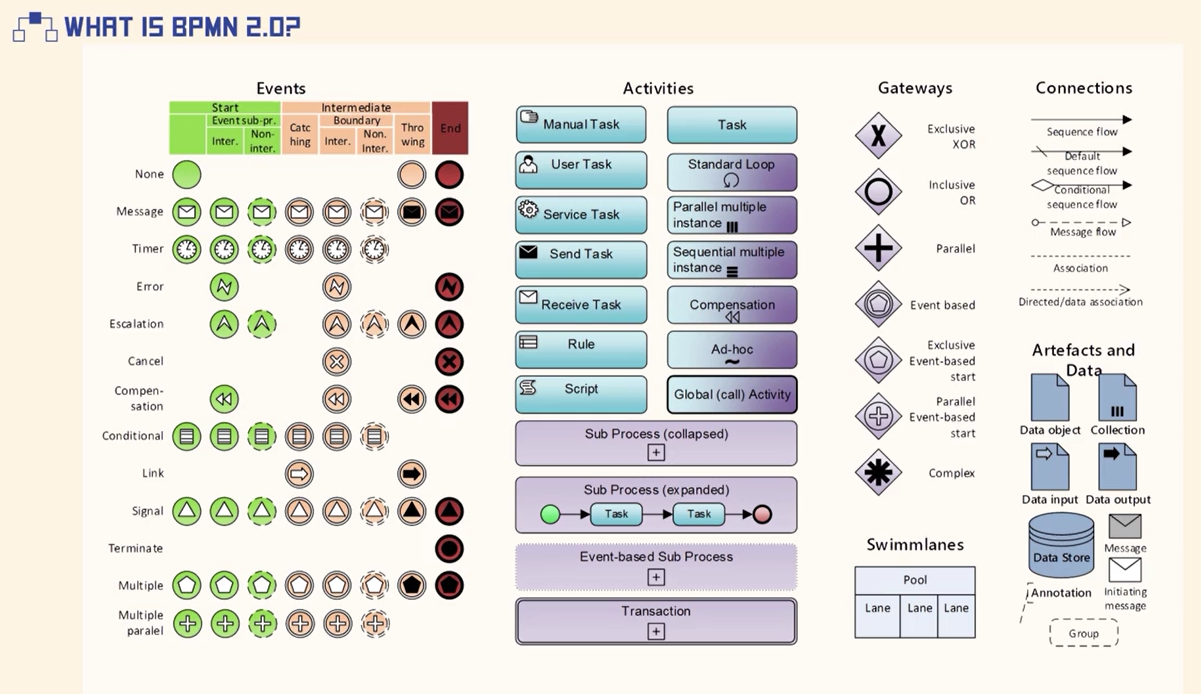 WHAT IS BPMN 2.0?
Events
Start
Intermediate
End
Event sub-pr.
Boundary
Inter.
Non-
inter.
Catc
hing
Inter.
Non.
Inter.
Thro
wing
None
Message
Timer
Error
Escalation
Cancel
Compen-
sation
Conditional
Link
Signal
Terminate
Multiple
Multiple
paralel
Activities
Manual Task
Task
User Task
Standard Loop
Service Task
Parallel multiple
instance
Send Task
Sequential multiple
instance
Receive Task
Compensation
Rule
Ad-hoc
Script
Global (call) Activity
Sub Process (collapsed)
Sub Process (expanded)
Task
Task
Event-based Sub Process
Transaction
Gateways
X
Exclusive
XOR
Inclusive
OR
Parallel
Event based
Exclusive
Event-based
start
Parallel
Event-based
start
Complex
Swimmlanes
Pool
Lane
Lane
Lane
Connections
Sequence flow
Default
sequence flow
Conditional
sequence flow
Message flow
Association
Directed/data association
Artefacts and
Data
Data object
Collection
Data input
Data output
Data Store
Message
Annotation
Initiating
message
Group